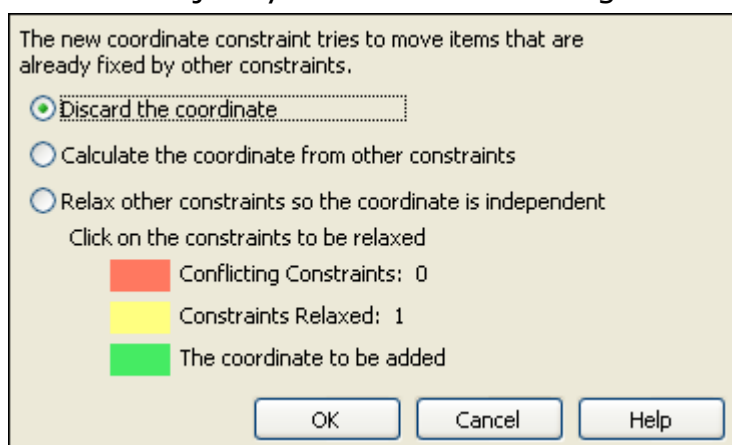 The new coordinate constraint tries to move items that are
already fixed by other constraints.
Discard the coordinate
Calculate the coordinate from other constraints
Relax other constraints so the coordinate is independent
Click on the constraints to be relaxed
Conflicting Constraints: 0
Constraints Relaxed: 1
The coordinate to be added
OK Cancel Help